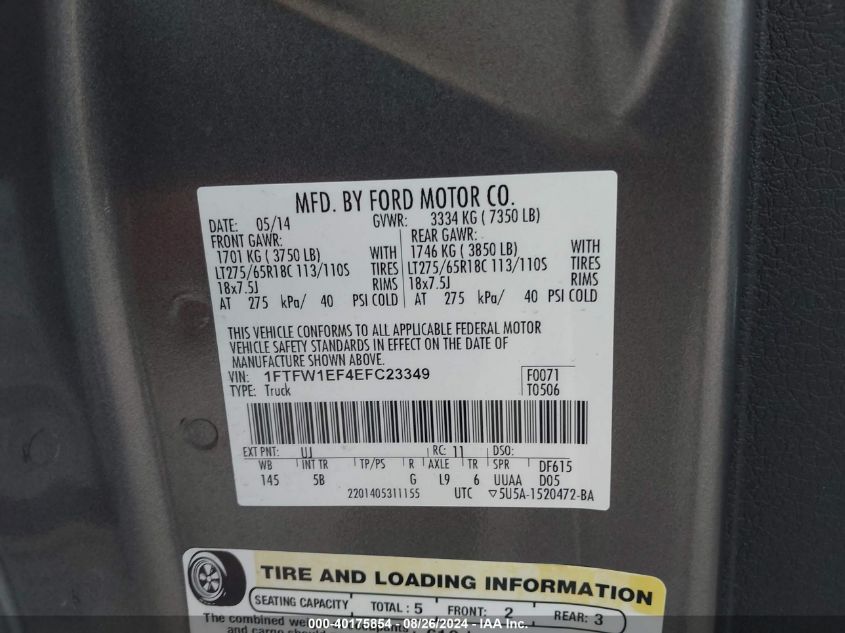 MFD. BY FORD MOTOR CO.
DATE: 05/14 GVWR: 3334 KG ( 7350 LB)
FRONT GAWR: REAR GAWR:
1701 KG ( 3750 LB) WITH 1746 KG ( 3850 LB) WITH
LT275/65R18C 113/110S TIRES LT275/65R18C 113/110S TIRES
18x7.5J RIMS 18x7.5J RIMS
AT 275 kPa/ 40 PSI COLD AT 275 kPa/ 40 PSI COLD
THIS VEHICLE CONFORMS TO ALL APPLICABLE FEDERAL MOTOR
VEHICLE SAFETY STANDARDS IN EFFECT ON THE DATE OF
MANUFACTURE SHOWN ABOVE.
VIN: 1FTFW1EF4EFC23349 F0071
TYPE: Truck T0506
EXT PNT: UJ RC: 11 DSO:
WB INT TR TP/PS R AXLE TR SPR DF615
145 5B G L9 6 UUAA D05
2201405311155 UTC ▽5U5A-1520472-BA
TIRE AND LOADING INFORMATION
SEATING CAPACITY TOTAL : 5 FRONT: 2 REAR: 3
The combined
000-40175854 - 08/26/2024 - IAAI. Copyright IAA, Inc.